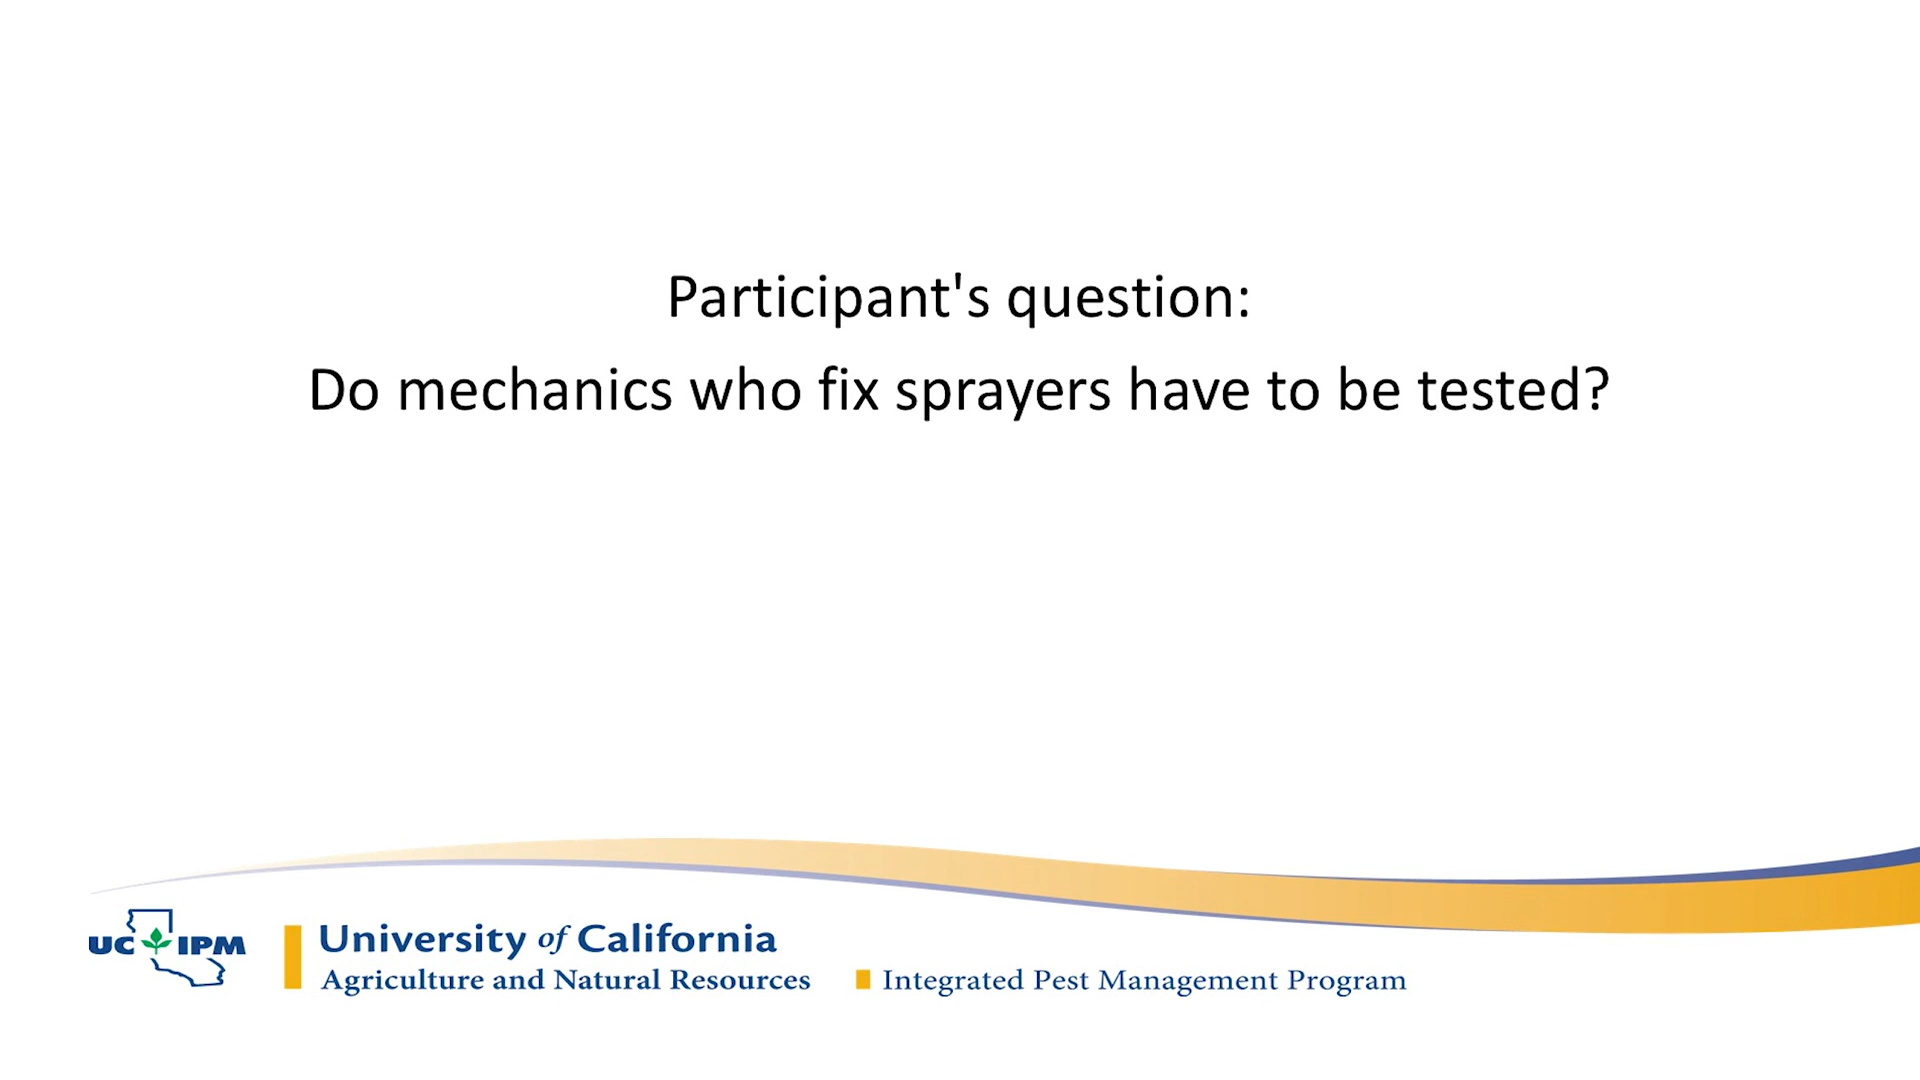 Participant's question:
Do mechanics who fix sprayers have to be tested?
UC IPM
University of California
Agriculture and Natural Resources
Integrated Pest Management Program